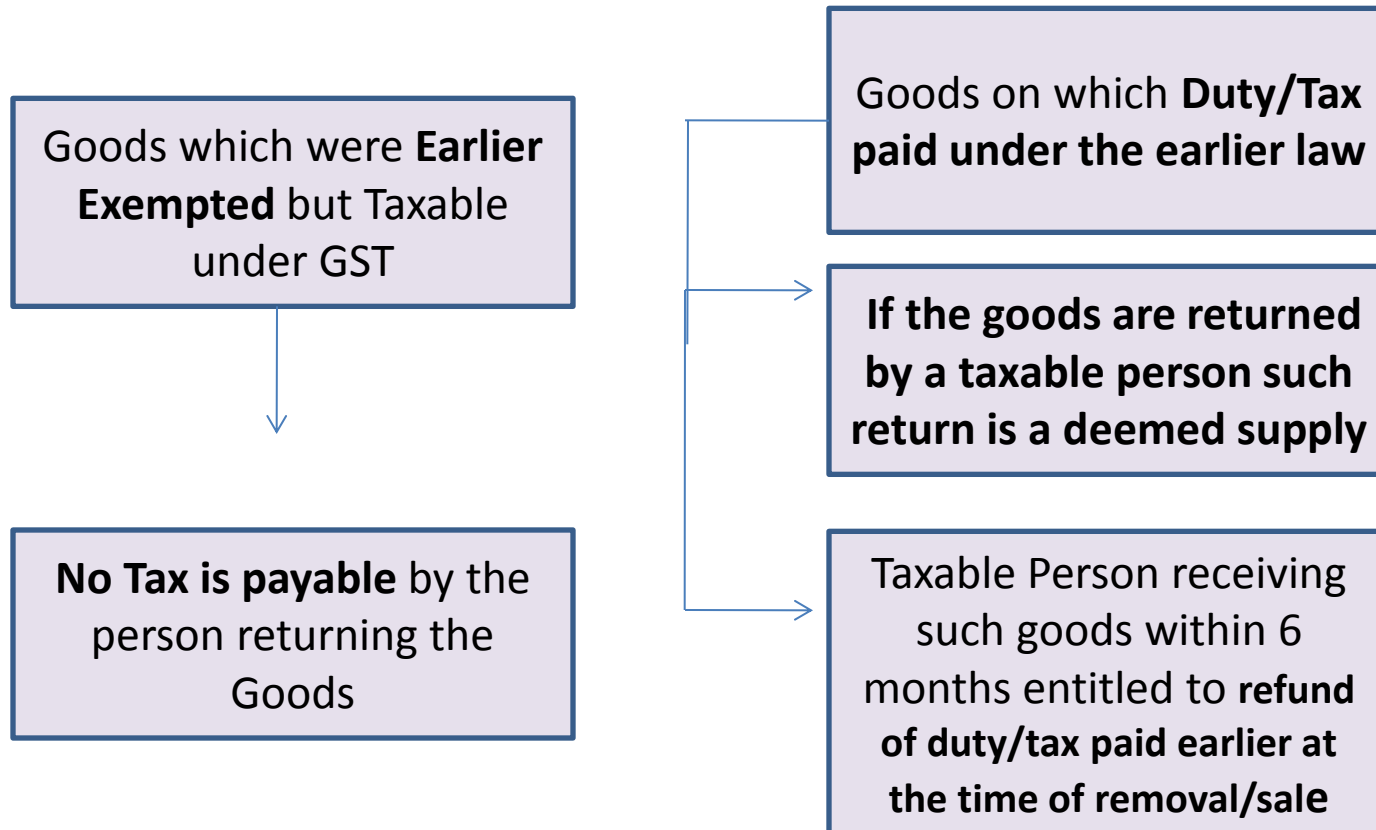 Goods which were Earlier
Exempted but Taxable
under GST
No Tax is payable by the
person returning the
Goods
Goods on which Duty/Tax
paid under the earlier law
If the goods are returned
by a taxable person such
return is a deemed supply
Taxable Person receiving
such goods within 6
months entitled to refund
of duty/tax paid earlier at
the time of removal/sale